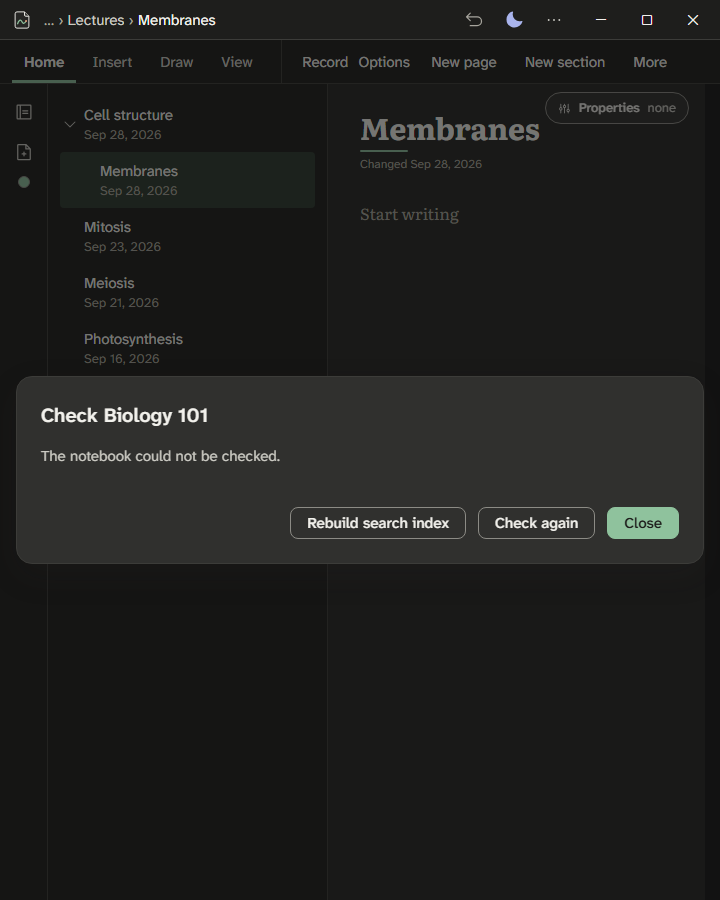 ... › Lectures › Membranes
Home Insert Draw View Record Options New page New section More
Cell structure
Sep 28, 2026
Membranes
Sep 28, 2026
Mitosis
Sep 23, 2026
Meiosis
Sep 21, 2026
Photosynthesis
Sep 16, 2026
Properties none
Membranes
Changed Sep 28, 2026
Start writing
Check Biology 101
The notebook could not be checked.
Rebuild search index Check again Close